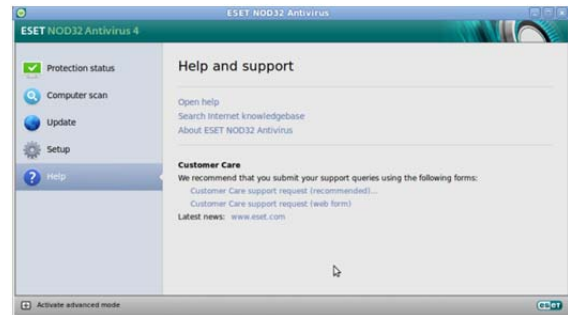 ESET NOD32 Antivirus
ESET NOD32 Antivirus 4
Protection status
Computer scan
Update
Setup
Help
Help and support
Open help
Search Internet knowledgebase
About ESET NOD32 Antivirus
Customer Care
We recommend that you submit your support queries using the following forms:
Customer Care support request (recommended)...
Customer Care support request (web form)
Latest news: www.eset.com
Activate advanced mode
eseT